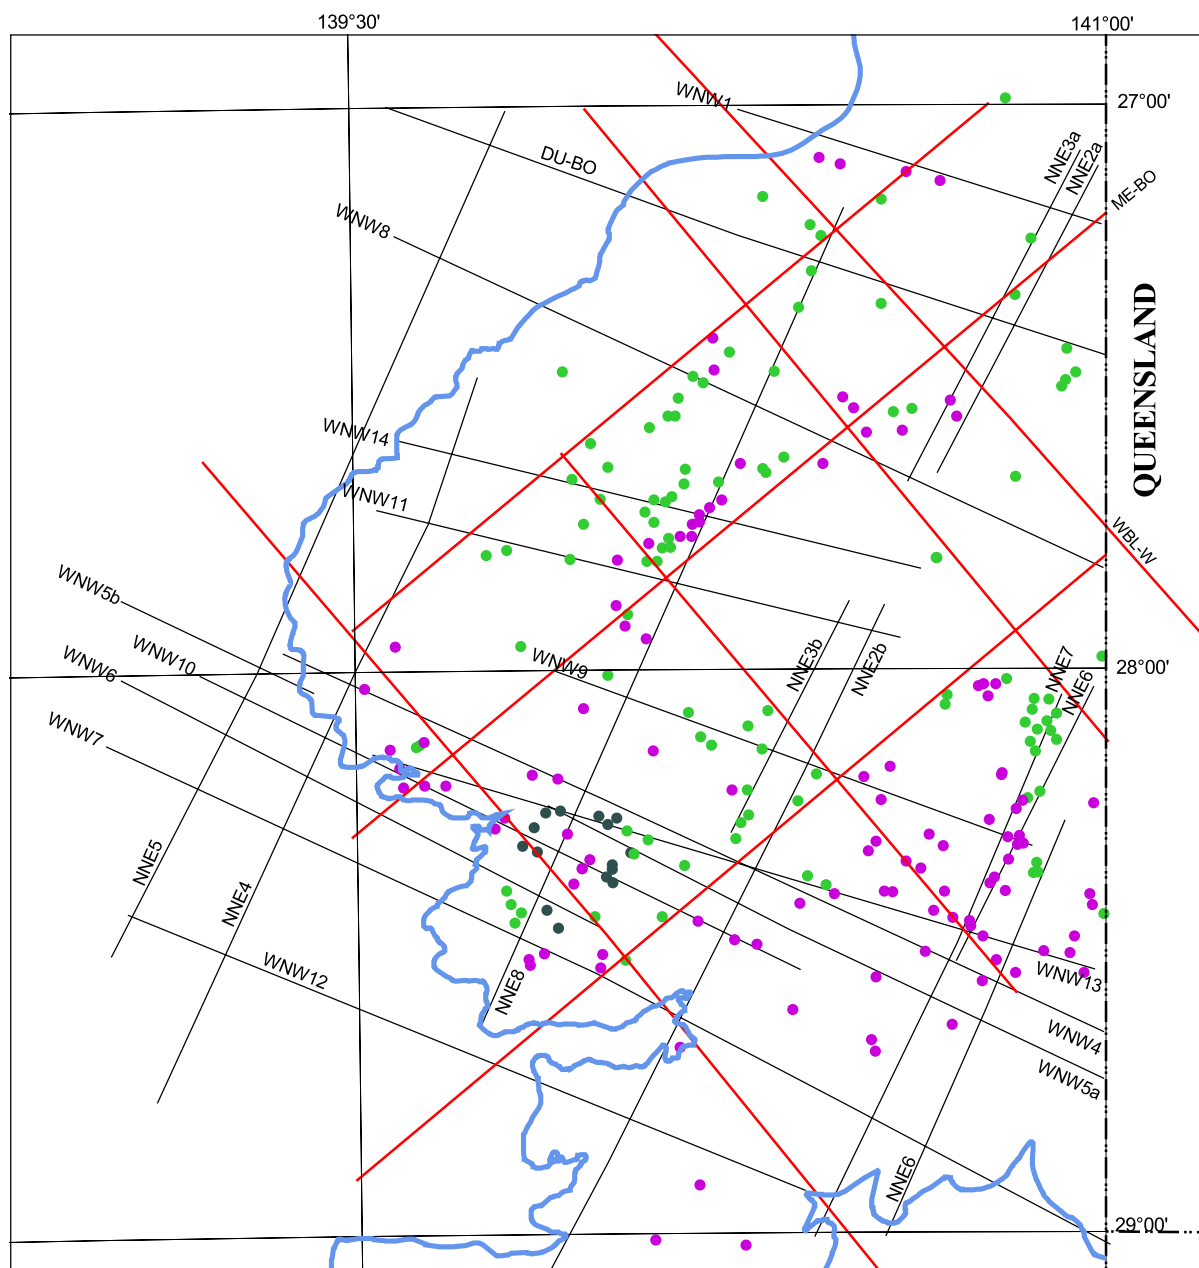 139°30'
141°00'
WNW1
27°00'
DU-BO
NNE3a
NNE2a
ME-BO
WNW8
QUEENSLAND
WNW14
WNW11
WBL-W
WNW5b
WNW10
WNW6
WNW9
28°00'
NNE3b
NNE2b
NNE7
NNE6
WNW7
NNE5
NNE4
WNW12
NNE8
WNW13
WNW4
WNW5a
NNE6
29°00'